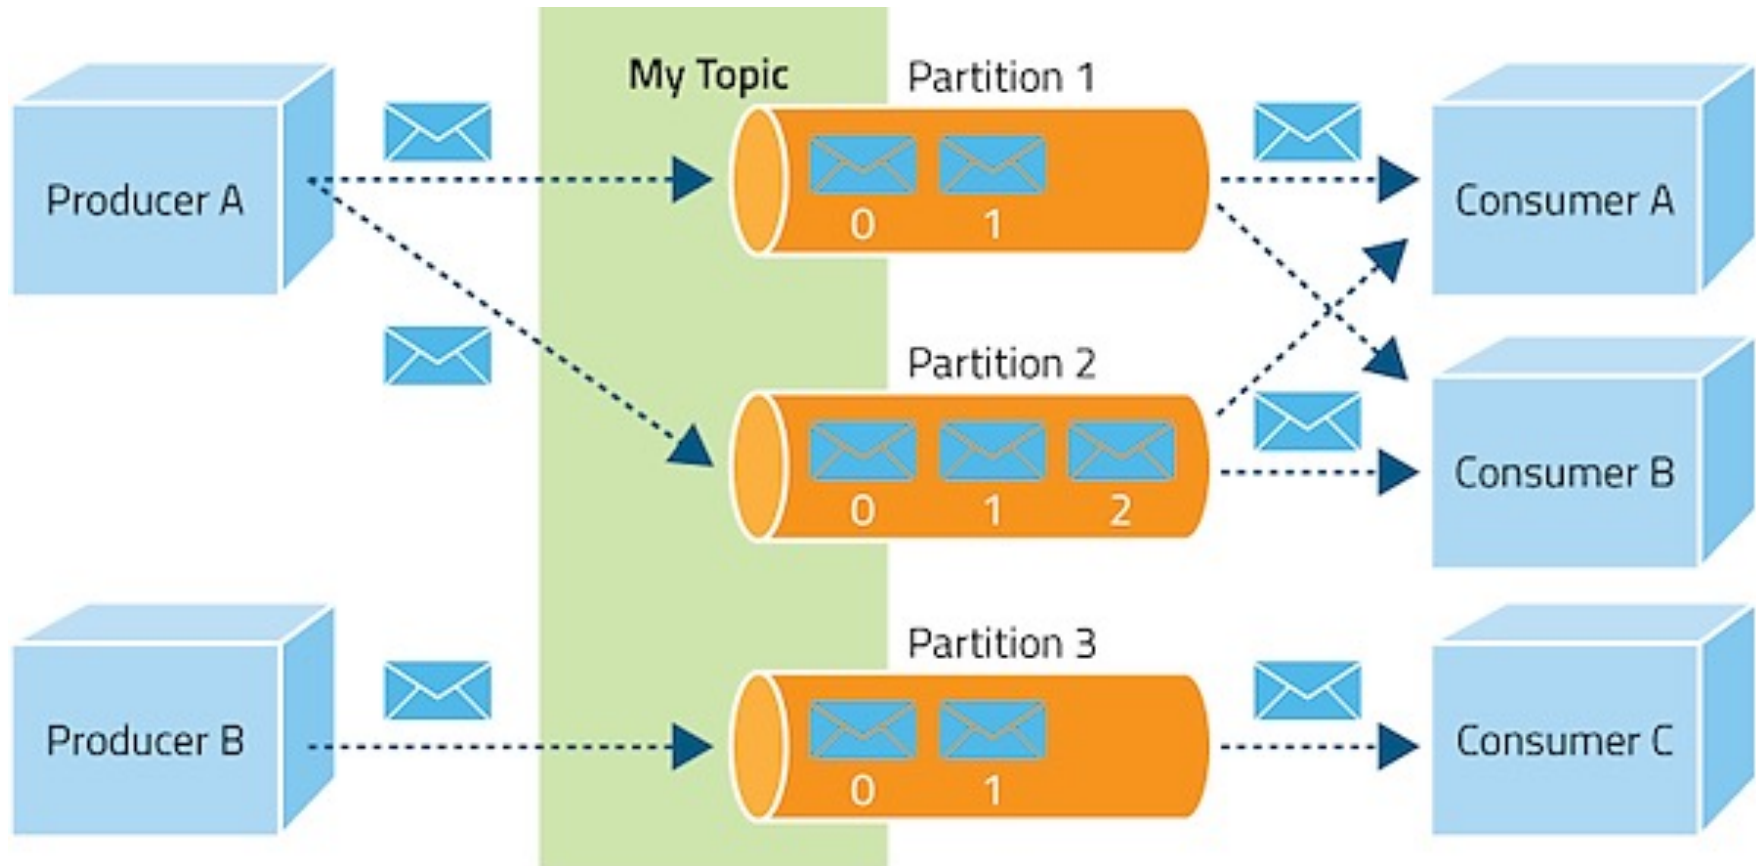 My Topic
Partition 1
Producer A
0 1
Consumer A
Partition 2
0 1 2
Consumer B
Partition 3
Producer B
0 1
Consumer C